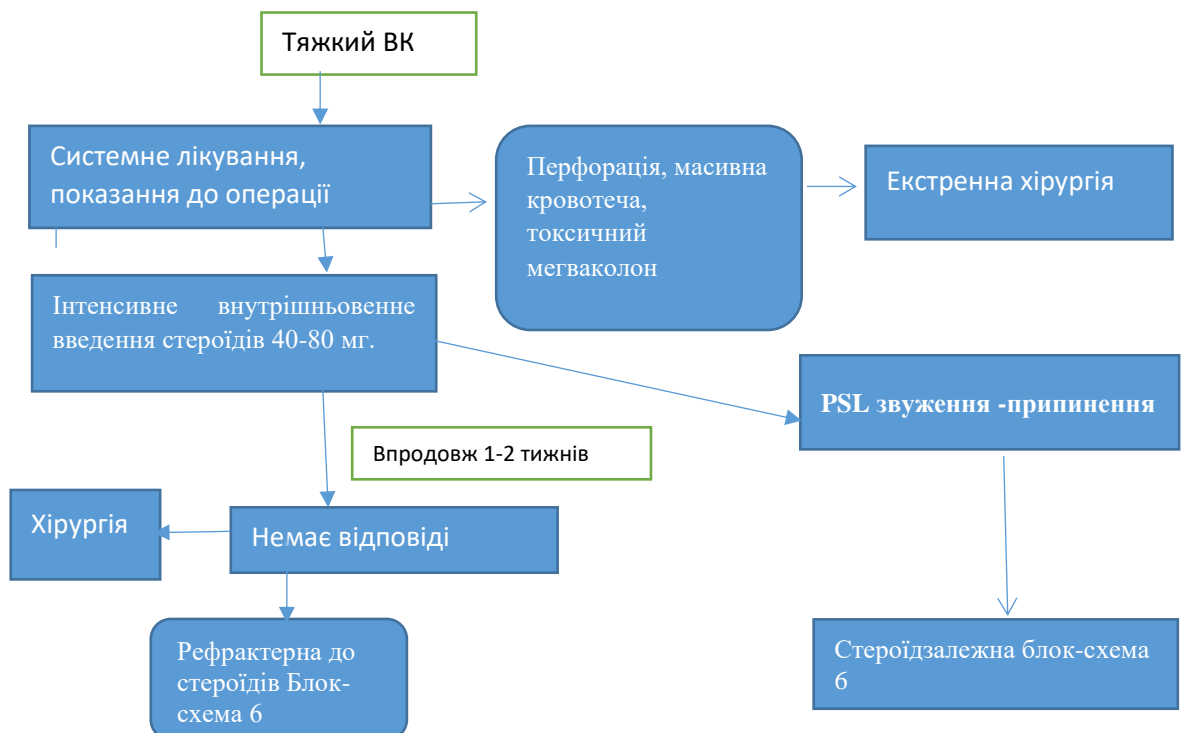 Тяжкий ВК
Системне лікування,
показання до операції
Перфорація, масивна
кровотеча,
токсичний
мегваколон
Екстренна хірургія
Інтенсивне внутрішньовенне
введення стероїдів 40-80 мг.
PSL звуження -припинення
Впродовж 1-2 тижнів
Хірургія
Немає відповіді
Рефрактерна до
стероїдів Блок-
схема 6
Стероїдзалежна блок-схема
6